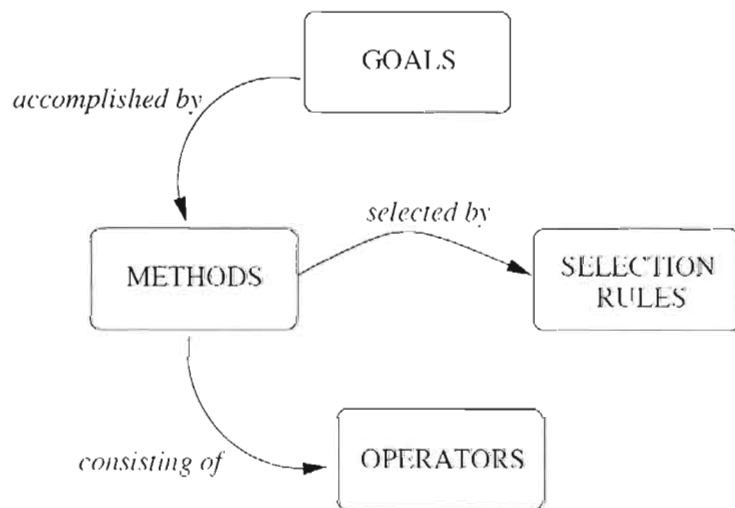 GOALS
accomplished by
selected by
METHODS
SELECTION
RULES
consisting of
OPERATORS